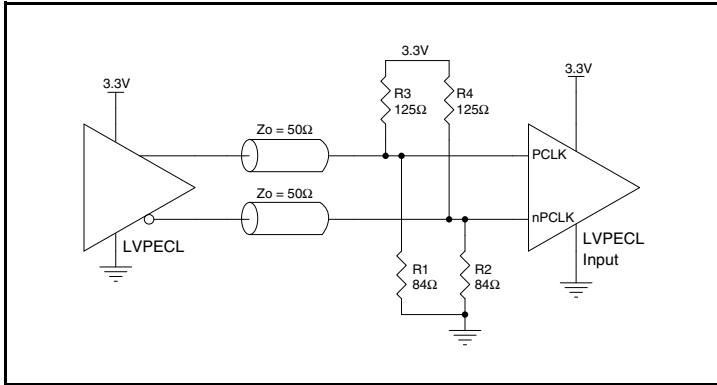 3.3V
3.3V
R3
125Ω
R4
125Ω
3.3V
Zo = 50Ω
PCLK
Zo = 50Ω
nPCLK
LVPECL
LVPECL
Input
R1
84Ω
R2
84Ω